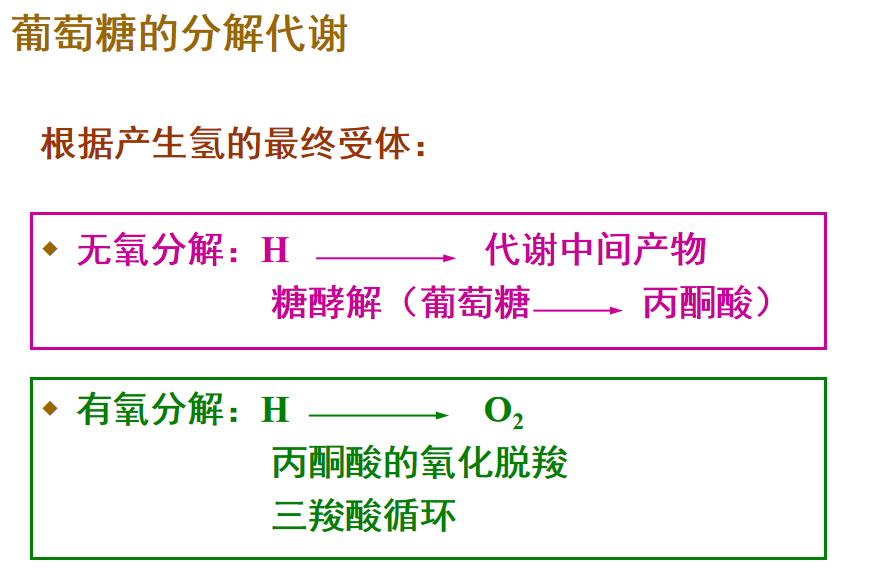 葡萄糖的分解代谢
根据产生氢的最终受体：
◆ 无氧分解：H ⟶ 代谢中间产物
糖酵解（葡萄糖 ⟶ 丙酮酸）
◆ 有氧分解：H ⟶ O₂
丙酮酸的氧化脱羧
三羧酸循环